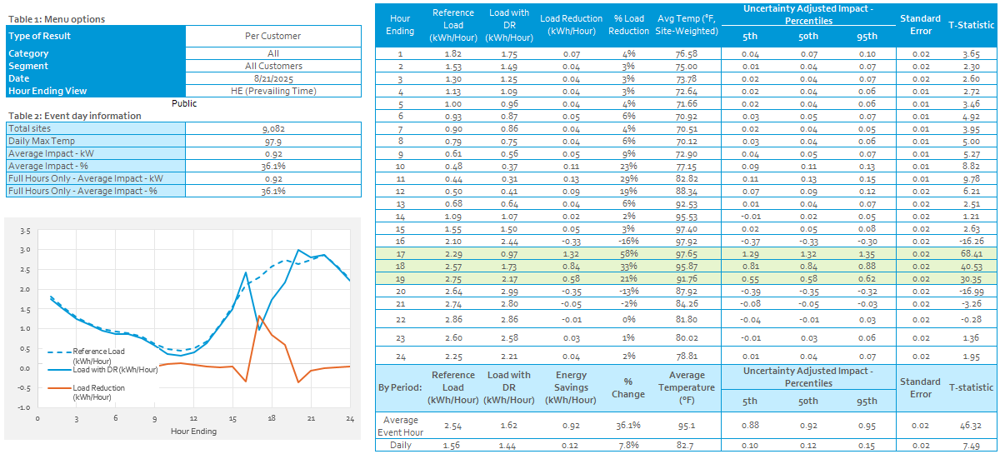 Table 1: Menu options
Type of Result Per Customer
Category All
Segment All Customers
Date 8/21/2025
Hour Ending View HE (Prevailing Time)
Public
Table 2: Event day information
Total sites 9,082
Daily Max Temp 97.9
Average Impact - kW 0.92
Average Impact - % 36.1%
Full Hours Only - Average Impact - kW 0.92
Full Hours Only - Average Impact - % 36.1%
3.5
3.0
2.5
2.0
1.5
1.0
0.5
0.0
-0.5
-1.0
Reference Load
(kWh/Hour)
Load with DR (kWh/Hour)
Load Reduction
(kWh/Hour)
0 3 6 9 12 15 18 21 24
Hour Ending
Hour
Ending
Reference
Load
(kWh/Hour)
Load with
DR
(kWh/Hour)
Load Reduction
(kWh/Hour)
% Load
Reduction
Avg Temp (°F,
Site-Weighted)
Uncertainty Adjusted Impact -
Percentiles
5th 50th 95th
Standard
Error
T-Statistic
1 1.82 1.75 0.07 4% 76.58 0.04 0.07 0.10 0.02 3.65
2 1.53 1.49 0.04 3% 75.00 0.01 0.04 0.07 0.02 2.30
3 1.30 1.25 0.04 3% 73.78 0.02 0.04 0.07 0.02 2.60
4 1.13 1.09 0.04 3% 72.64 0.02 0.04 0.06 0.01 2.72
5 1.00 0.96 0.04 4% 71.66 0.02 0.04 0.06 0.01 3.46
6 0.93 0.87 0.05 6% 70.92 0.03 0.05 0.07 0.01 4.92
7 0.90 0.86 0.04 4% 70.51 0.02 0.04 0.05 0.01 3.95
8 0.79 0.75 0.04 6% 70.12 0.03 0.04 0.06 0.01 5.00
9 0.61 0.56 0.05 9% 72.90 0.04 0.05 0.07 0.01 5.27
10 0.48 0.37 0.11 23% 77.15 0.09 0.11 0.13 0.01 8.82
11 0.44 0.31 0.13 29% 82.82 0.11 0.13 0.15 0.01 9.78
12 0.50 0.41 0.09 19% 88.34 0.07 0.09 0.12 0.02 6.21
13 0.68 0.64 0.04 6% 92.53 0.01 0.04 0.07 0.02 2.51
14 1.09 1.07 0.02 2% 95.53 -0.01 0.02 0.05 0.02 1.21
15 1.55 1.50 0.05 3% 97.40 0.02 0.05 0.08 0.02 2.63
16 2.10 2.44 -0.33 -16% 97.92 -0.37 -0.33 -0.30 0.02 -16.26
17 2.29 0.97 1.32 58% 97.65 1.29 1.32 1.35 0.02 68.41
18 2.57 1.73 0.84 33% 95.87 0.81 0.84 0.88 0.02 40.53
19 2.75 2.17 0.58 21% 91.76 0.55 0.58 0.62 0.02 30.35
20 2.64 2.99 -0.35 -13% 87.92 -0.39 -0.35 -0.32 0.02 -16.99
21 2.74 2.80 -0.05 -2% 84.26 -0.08 -0.05 -0.03 0.02 -3.26
22 2.86 2.86 -0.01 0% 81.80 -0.04 -0.01 0.03 0.02 -0.28
23 2.60 2.58 0.03 1% 80.02 -0.01 0.03 0.06 0.02 1.36
24 2.25 2.21 0.04 2% 78.81 0.01 0.04 0.07 0.02 1.95
By Period:
Reference
Load
(kWh/Hour)
Load with
DR
(kWh/Hour)
Energy
Savings
(kWh/Hour)
%
Change
Average
Temperature
(°F)
Uncertainty Adjusted Impact -
Percentiles
5th 50th 95th
Standard
Error
T-statistic
Average
Event Hour 2.54 1.62 0.92 36.1% 95.1 0.88 0.92 0.95 0.02 46.32
Daily 1.56 1.44 0.12 7.8% 82.7 0.10 0.12 0.15 0.02 7.49